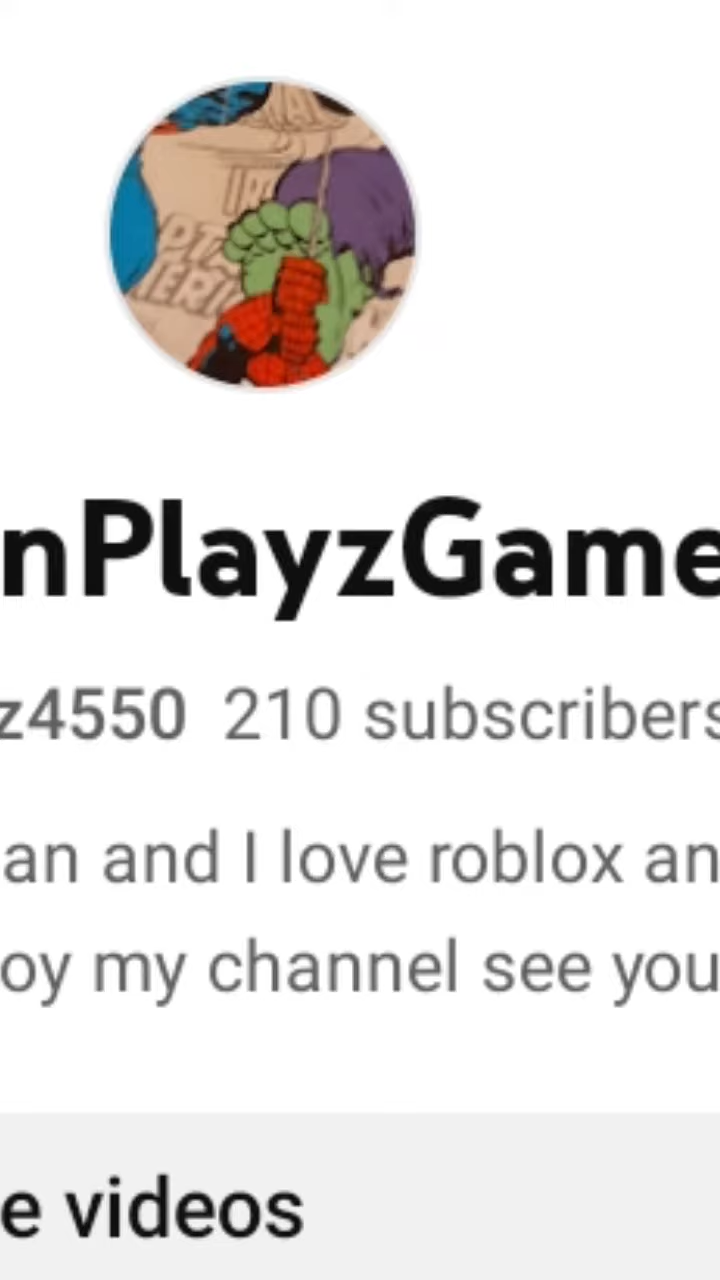 nPlayzGame
z4550 210 subscribers
an and I love roblox an
oy my channel see you
e videos